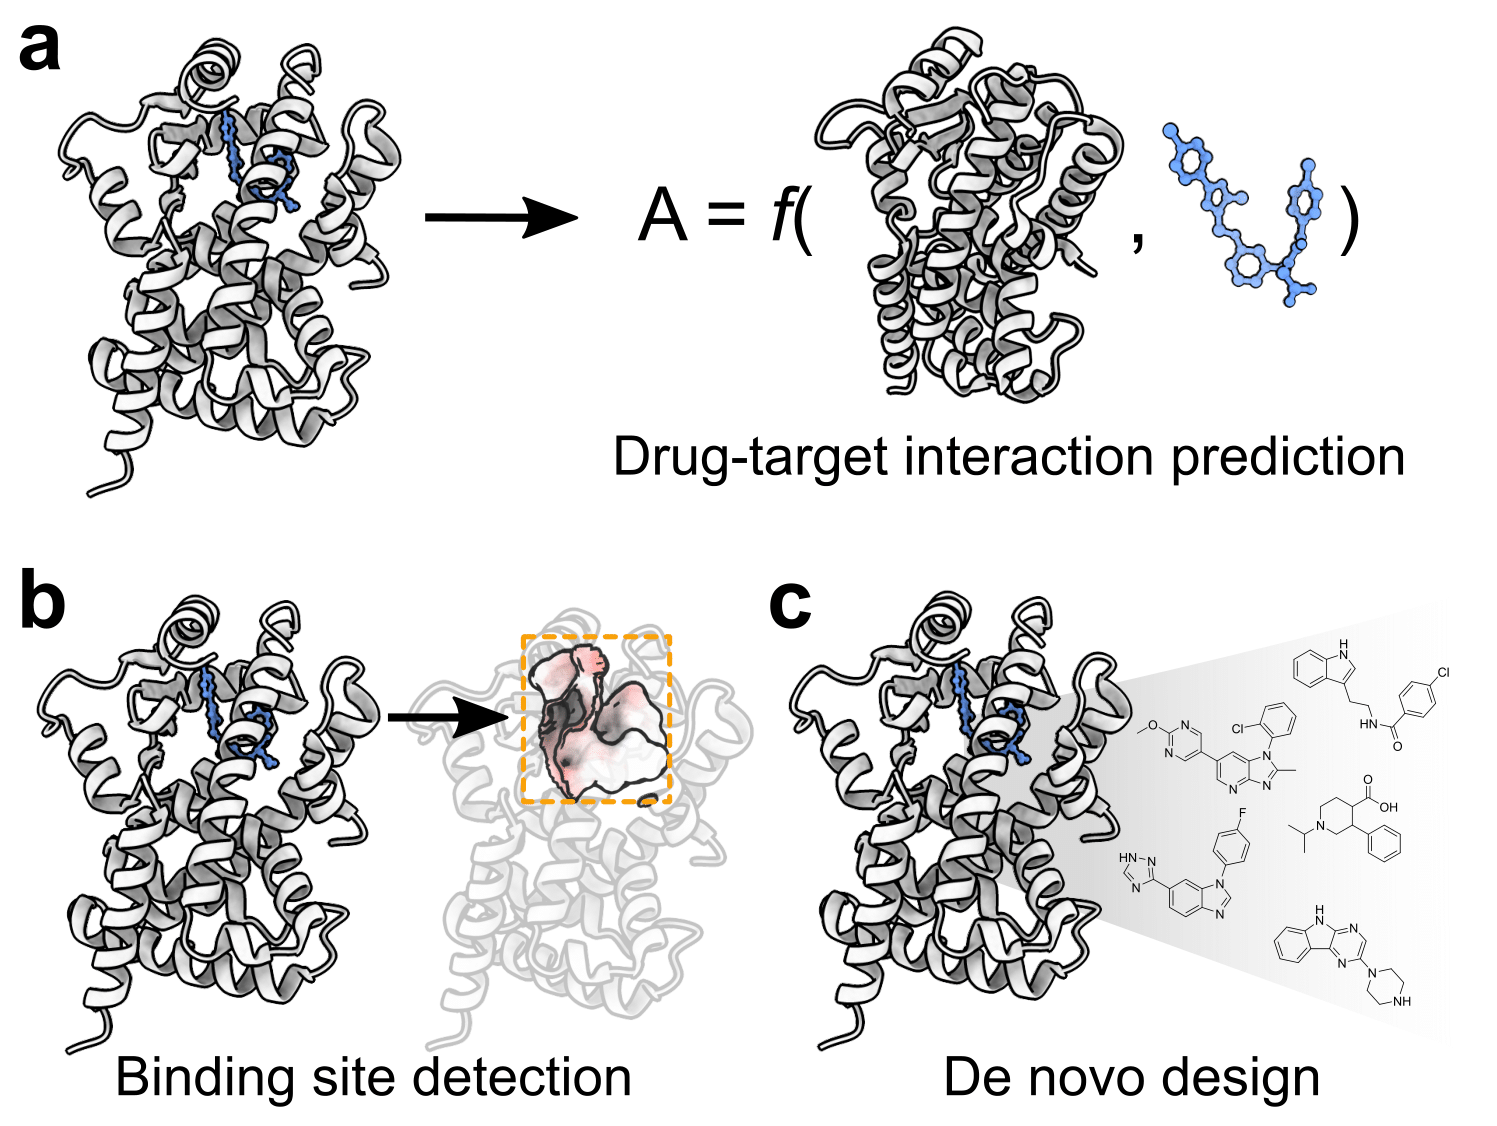 a
A = f( , )
Drug-target interaction prediction
b
c
H
N
Cl
HN
O
O
N
N
Cl
N
N
N
O
OH
N
F
HN
N
N
N
N
H
N
N
N
N
NH
Binding site detection
De novo design